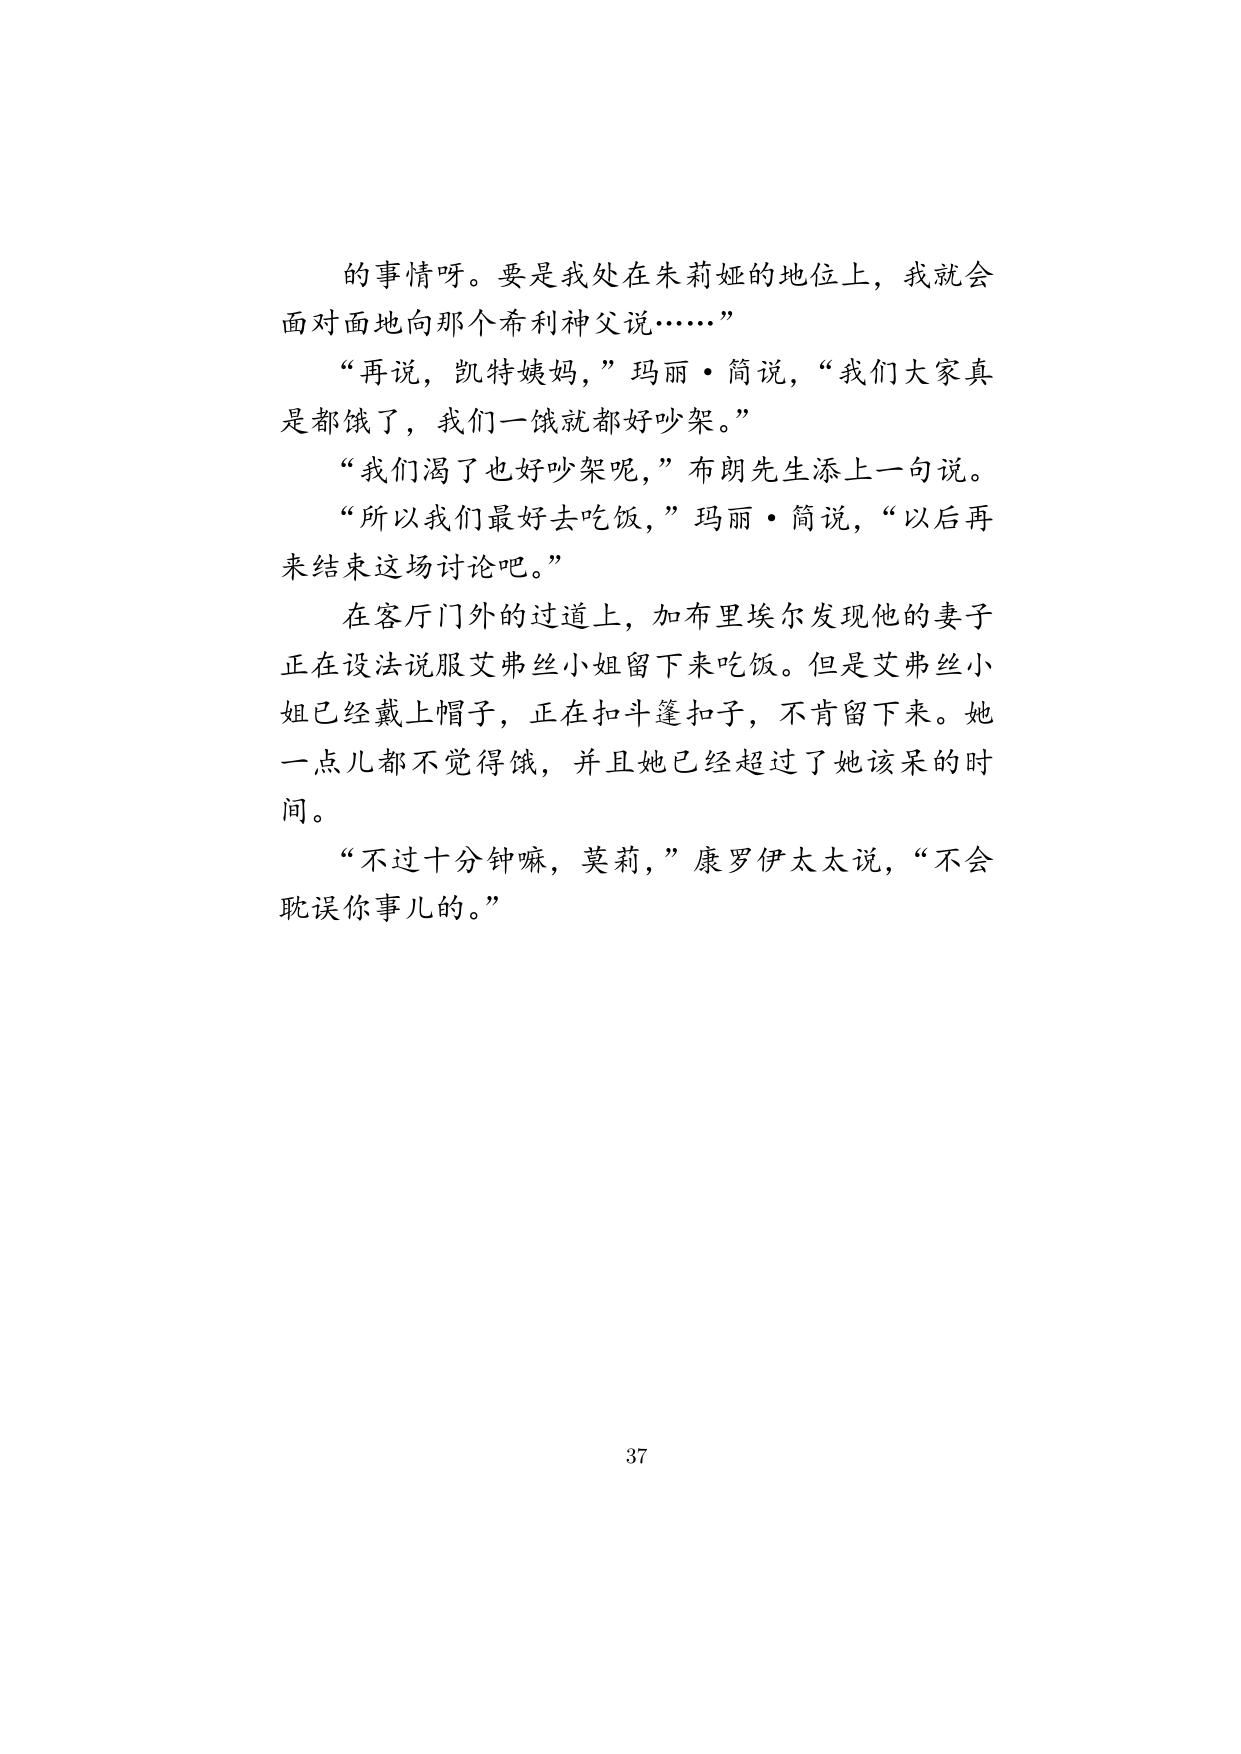 的事情呀。要是我处在朱莉娅的地位上，我就会
面对面地向那个希利神父说……”
“再说，凯特姨妈，”玛丽·简说，“我们大家真
是都饿了，我们一饿就都好吵架。”
“我们渴了也好吵架呢，”布朗先生添上一句说。
“所以我们最好去吃饭，”玛丽·简说，“以后再
来结束这场讨论吧。”
在客厅门外的过道上，加布里埃尔发现他的妻子
正在设法说服艾弗丝小姐留下来吃饭。但是艾弗丝小
姐已经戴上帽子，正在扣斗篷扣子，不肯留下来。她
一点儿都不觉得饿，并且她已经超过了她该呆的时
间。
“不过十分钟嘛，莫莉，”康罗伊太太说，“不会
耽误你事儿的。”
37